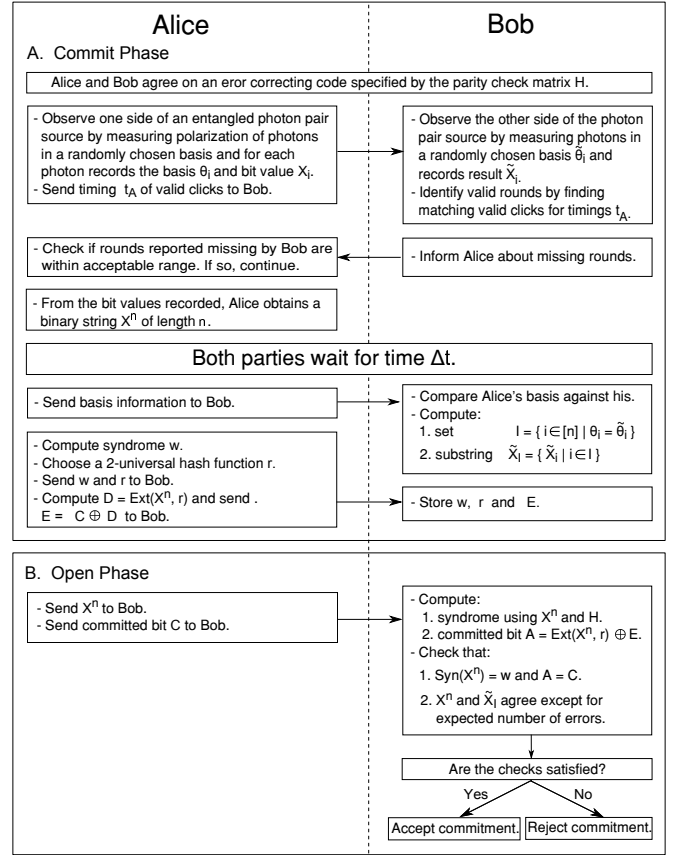 Alice
Bob
A. Commit Phase
Alice and Bob agree on an eror correcting code specified by the parity check matrix H.
- Observe one side of an entangled photon pair
source by measuring polarization of photons
in a randomly chosen basis and for each
photon records the basis θi and bit value Xi.
- Send timing tA of valid clicks to Bob.
- Observe the other side of the photon
pair source by measuring photons in
a randomly chosen basis θ̃i and
records result X̃i.
- Identify valid rounds by finding
matching valid clicks for timings tA.
- Check if rounds reported missing by Bob are
within acceptable range. If so, continue.
- Inform Alice about missing rounds.
- From the bit values recorded, Alice obtains a
binary string Xⁿ of length n.
Both parties wait for time Δt.
- Send basis information to Bob.
- Compare Alice's basis against his.
- Compute:
1. set I = { i∈[n] | θi = θ̃i }
2. substring X̃I = { X̃i | i∈I }
- Compute syndrome w.
- Choose a 2-universal hash function r.
- Send w and r to Bob.
- Compute D = Ext(Xⁿ, r) and send .
E = C ⊕ D to Bob.
- Store w, r and E.
B. Open Phase
- Send Xⁿ to Bob.
- Send committed bit C to Bob.
- Compute:
1. syndrome using Xⁿ and H.
2. committed bit A = Ext(Xⁿ, r) ⊕ E.
- Check that:
1. Syn(Xⁿ) = w and A = C.
2. Xⁿ and X̃I agree except for
expected number of errors.
Are the checks satisfied?
Yes
No
Accept commitment.
Reject commitment.